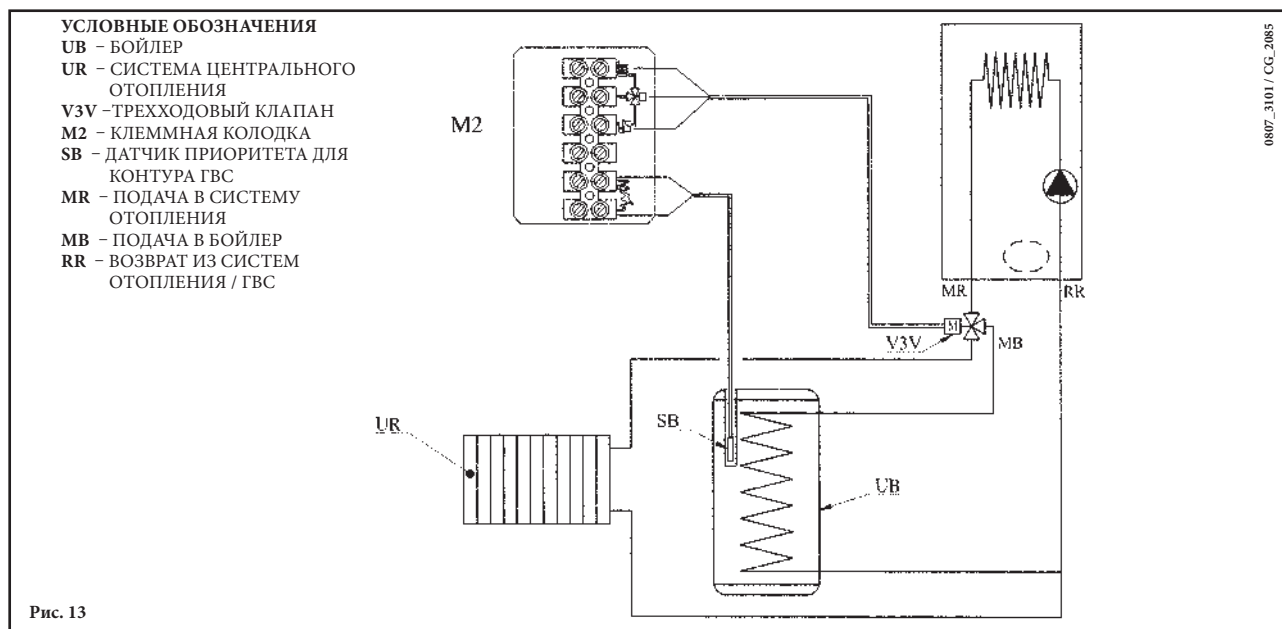 УСЛОВНЫЕ ОБОЗНАЧЕНИЯ
UB – БОЙЛЕР
UR – СИСТЕМА ЦЕНТРАЛЬНОГО
ОТОПЛЕНИЯ
V3V –ТРЕХХОДОВЫЙ КЛАПАН
M2 – КЛЕММНАЯ КОЛОДКА
SB – ДАТЧИК ПРИОРИТЕТА ДЛЯ
КОНТУРА ГВС
MR – ПОДАЧА В СИСТЕМУ
ОТОПЛЕНИЯ
MB – ПОДАЧА В БОЙЛЕР
RR – ВОЗВРАТ ИЗ СИСТЕМ
ОТОПЛЕНИЯ / ГВС
M2
MR
RR
M
V3V
MB
SB
UR
UB
Рис. 13
0807_3101 / CG_2085